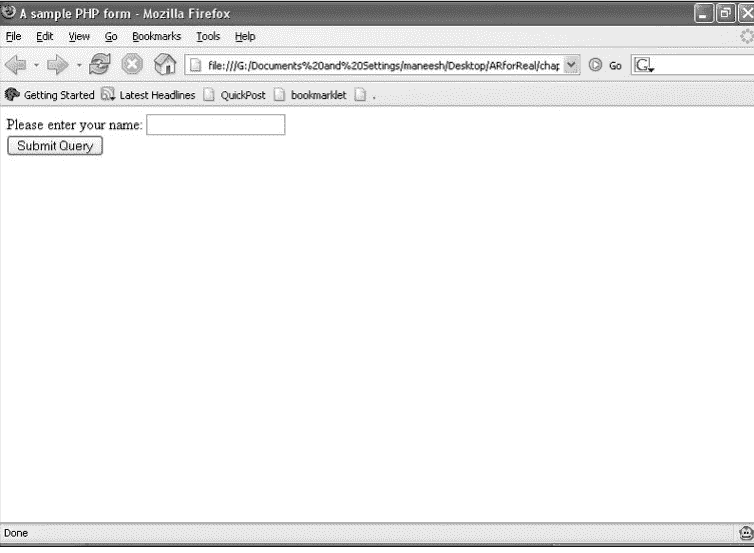 A sample PHP form - Mozilla Firefox
File Edit View Go Bookmarks Tools Help
file:///G:/Documents%20and%20Settings/maneesh/Desktop/ARforReal/chap Go G
Getting Started Latest Headlines QuickPost bookmarklet .
Please enter your name:
Submit Query
Done